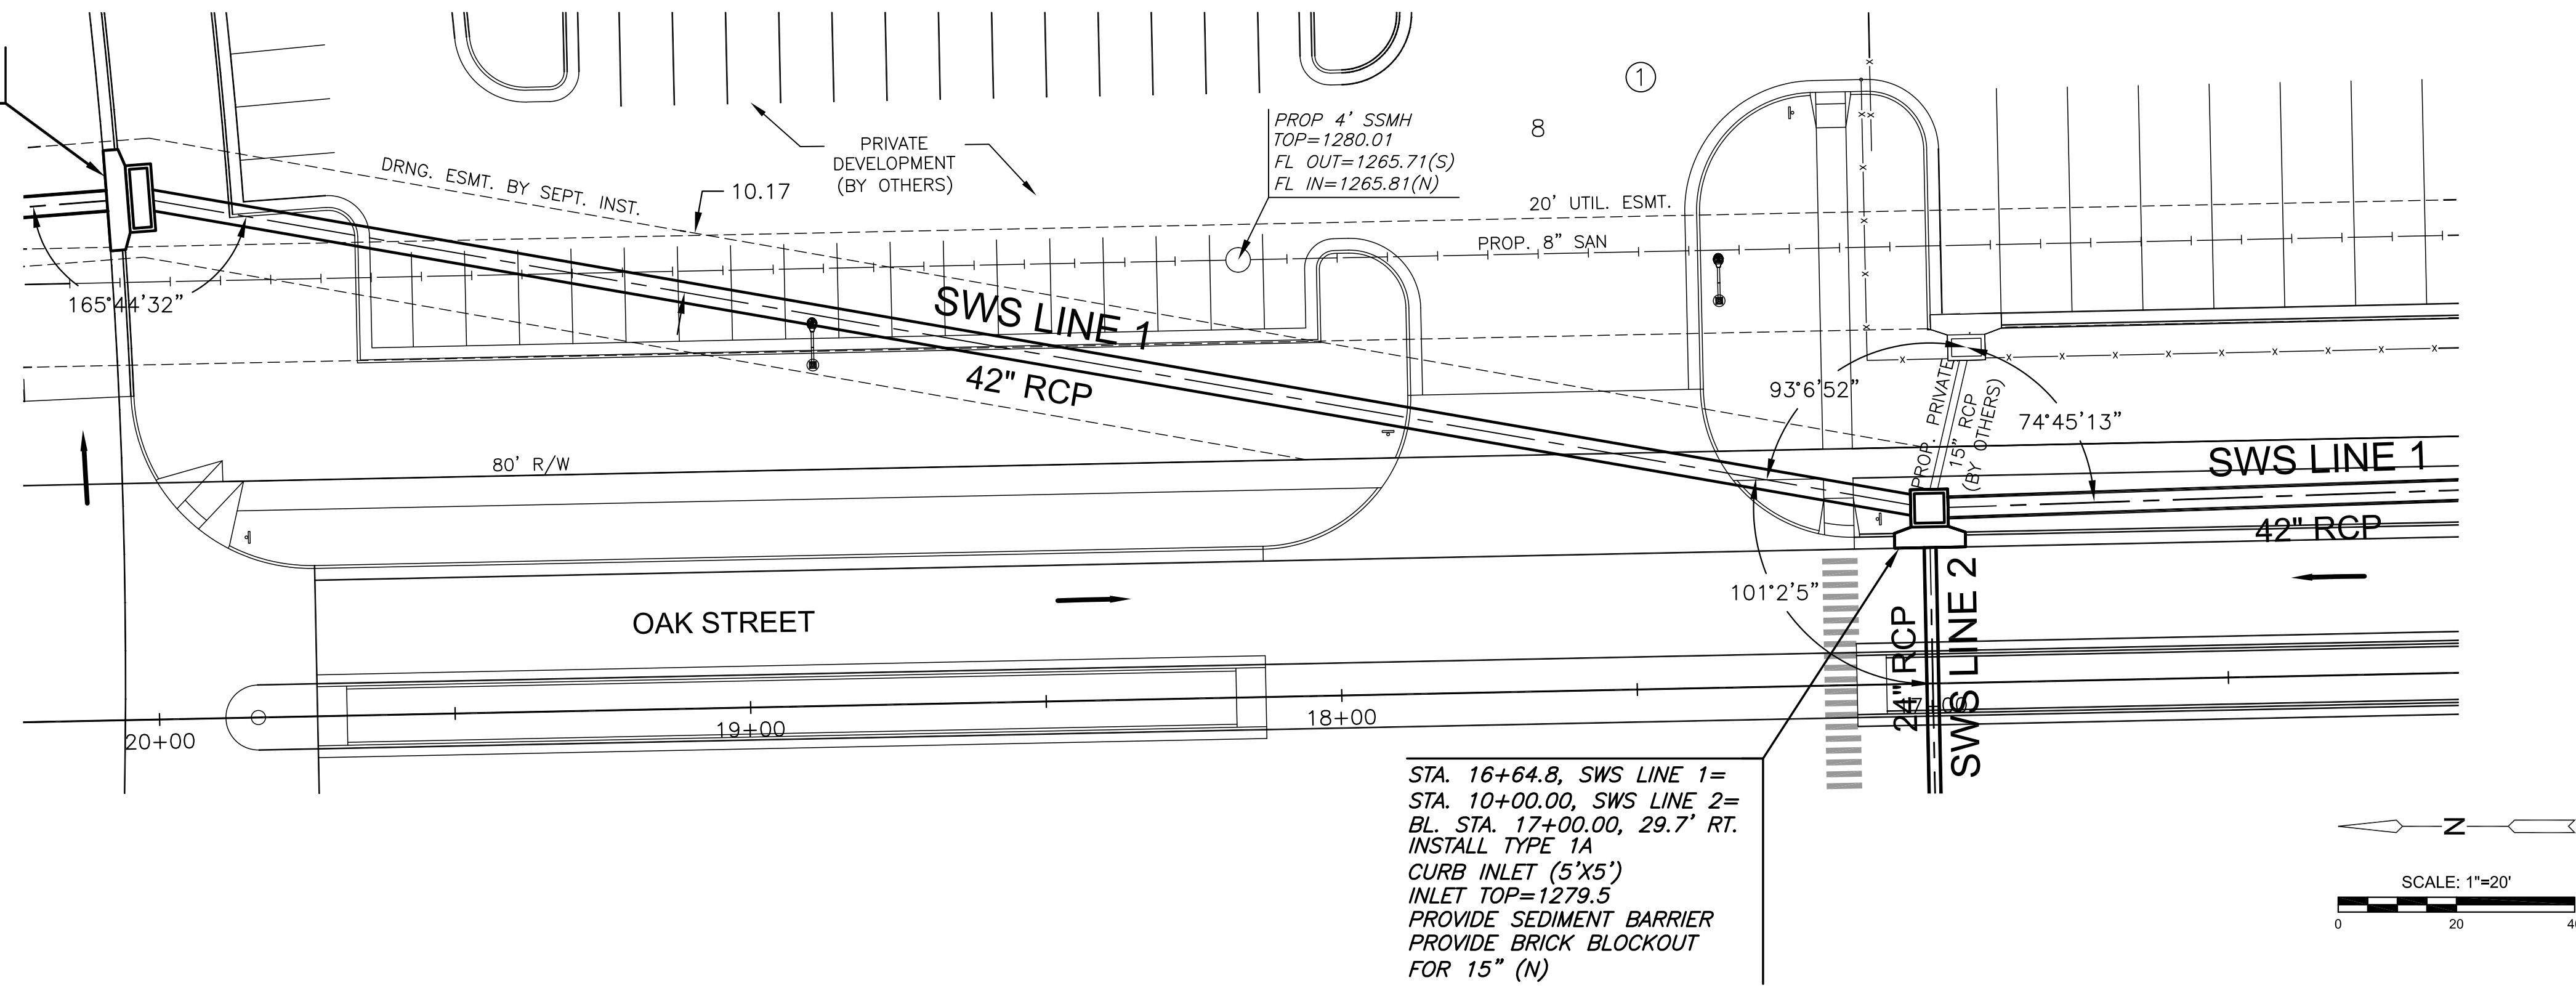 1
8
PRIVATE
DEVELOPMENT
(BY OTHERS)
PROP 4' SSMH
TOP=1280.01
FL OUT=1265.71(S)
FL IN=1265.81(N)
DRNG. ESMT. BY SEPT. INST.
10.17
20' UTIL. ESMT.
PROP. 8" SAN
165°44'32"
SWS LINE 1
42" RCP
93°6'52"
PROP. PRIVATE
15" RCP
(BY OTHERS)
74°45'13"
SWS LINE 1
42" RCP
80' R/W
101°2'5"
OAK STREET
24" RCP
SWS LINE 2
20+00
19+00
18+00
STA. 16+64.8, SWS LINE 1=
STA. 10+00.00, SWS LINE 2=
BL. STA. 17+00.00, 29.7' RT.
INSTALL TYPE 1A
CURB INLET (5'X5')
INLET TOP=1279.5
PROVIDE SEDIMENT BARRIER
PROVIDE BRICK BLOCKOUT
FOR 15" (N)
N
SCALE: 1"=20'
0 20